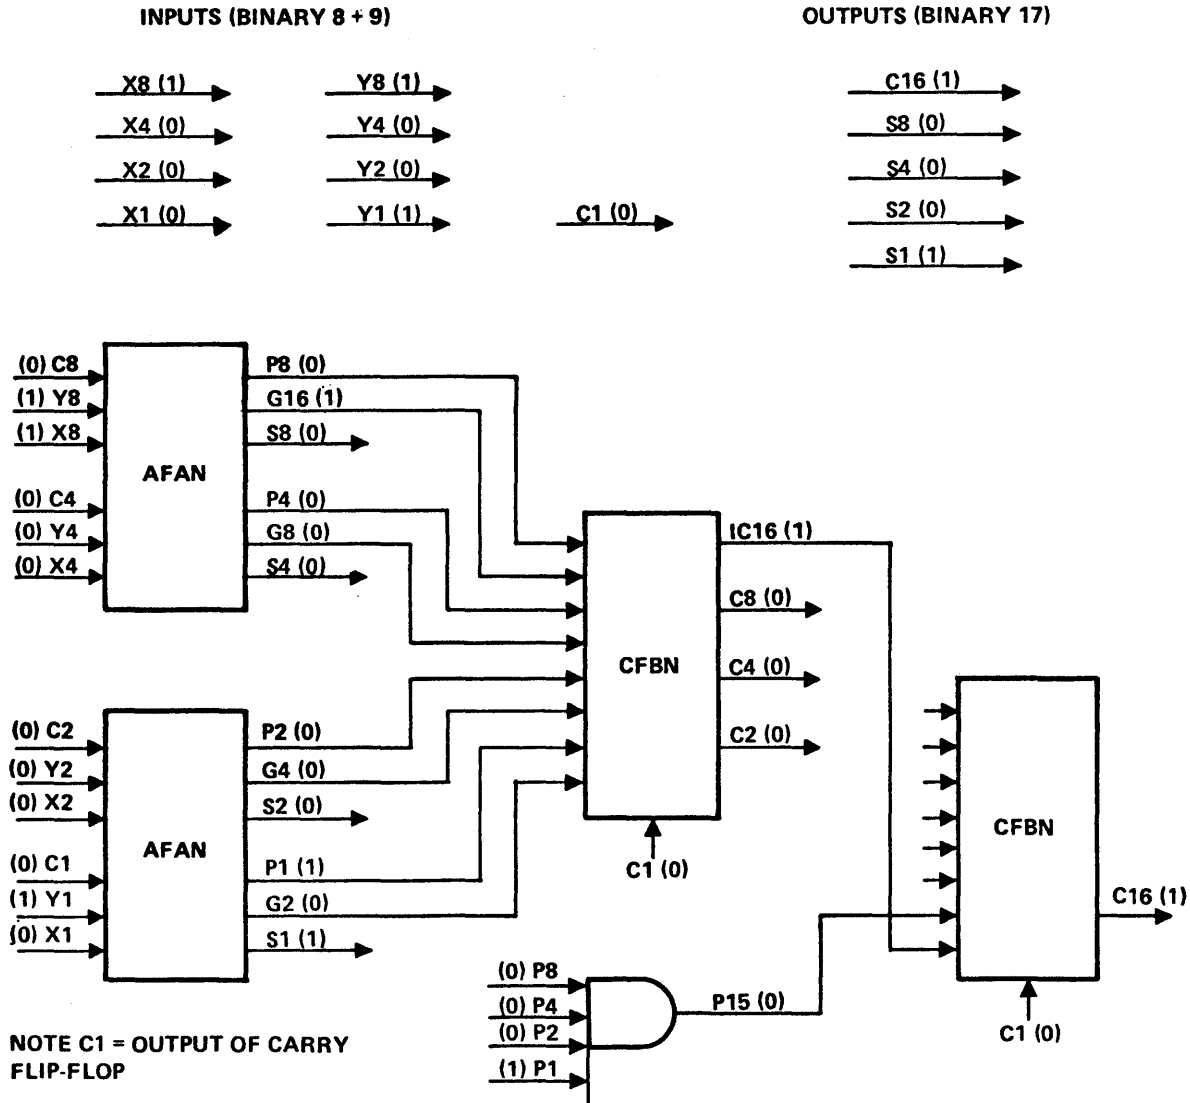 INPUTS (BINARY 8 + 9)
OUTPUTS (BINARY 17)
X8 (1)
Y8 (1)
C16 (1)
X4 (0)
Y4 (0)
S8 (0)
X2 (0)
Y2 (0)
S4 (0)
X1 (0)
Y1 (1)
C1 (0)
S2 (0)
S1 (1)
(0) C8
(1) Y8
(1) X8
(0) C4
(0) Y4
(0) X4
AFAN
P8 (0)
G16 (1)
S8 (0)
P4 (0)
G8 (0)
S4 (0)
(0) C2
(0) Y2
(0) X2
(0) C1
(1) Y1
(0) X1
AFAN
P2 (0)
G4 (0)
S2 (0)
P1 (1)
G2 (0)
S1 (1)
CFBN
IC16 (1)
C8 (0)
C4 (0)
C2 (0)
C1 (0)
CFBN
C16 (1)
C1 (0)
(0) P8
(0) P4
(0) P2
(1) P1
P15 (0)
NOTE C1 = OUTPUT OF CARRY
FLIP-FLOP